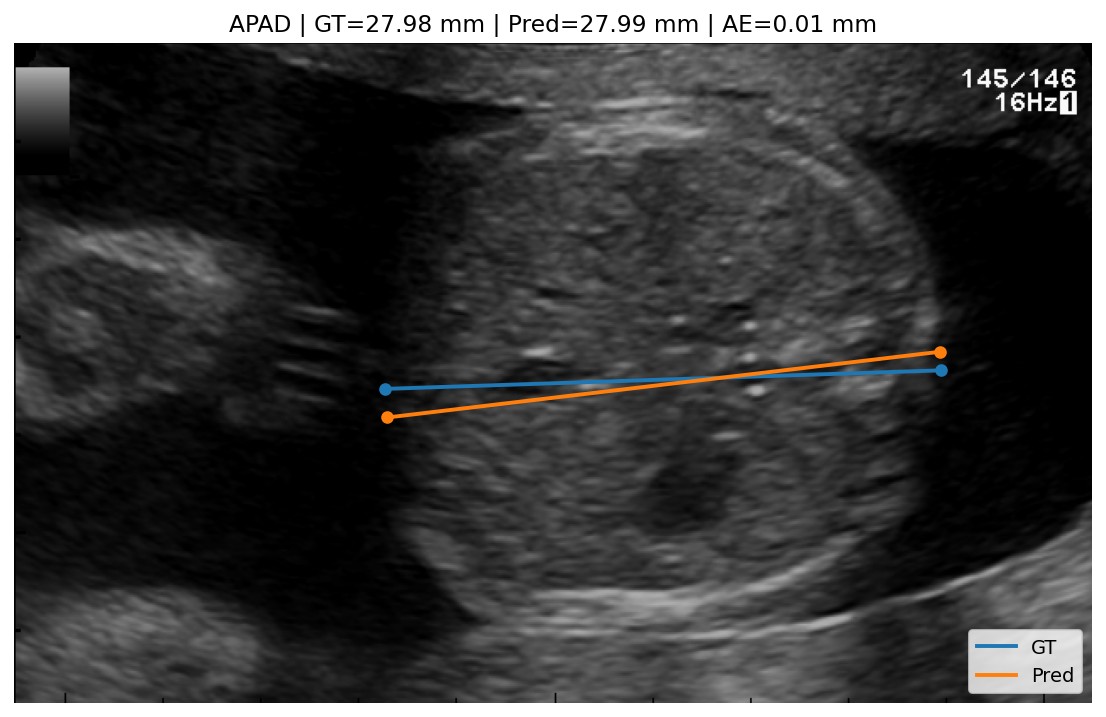 APAD | GT=27.98 mm | Pred=27.99 mm | AE=0.01 mm
145/146
16Hz1
GT
Pred